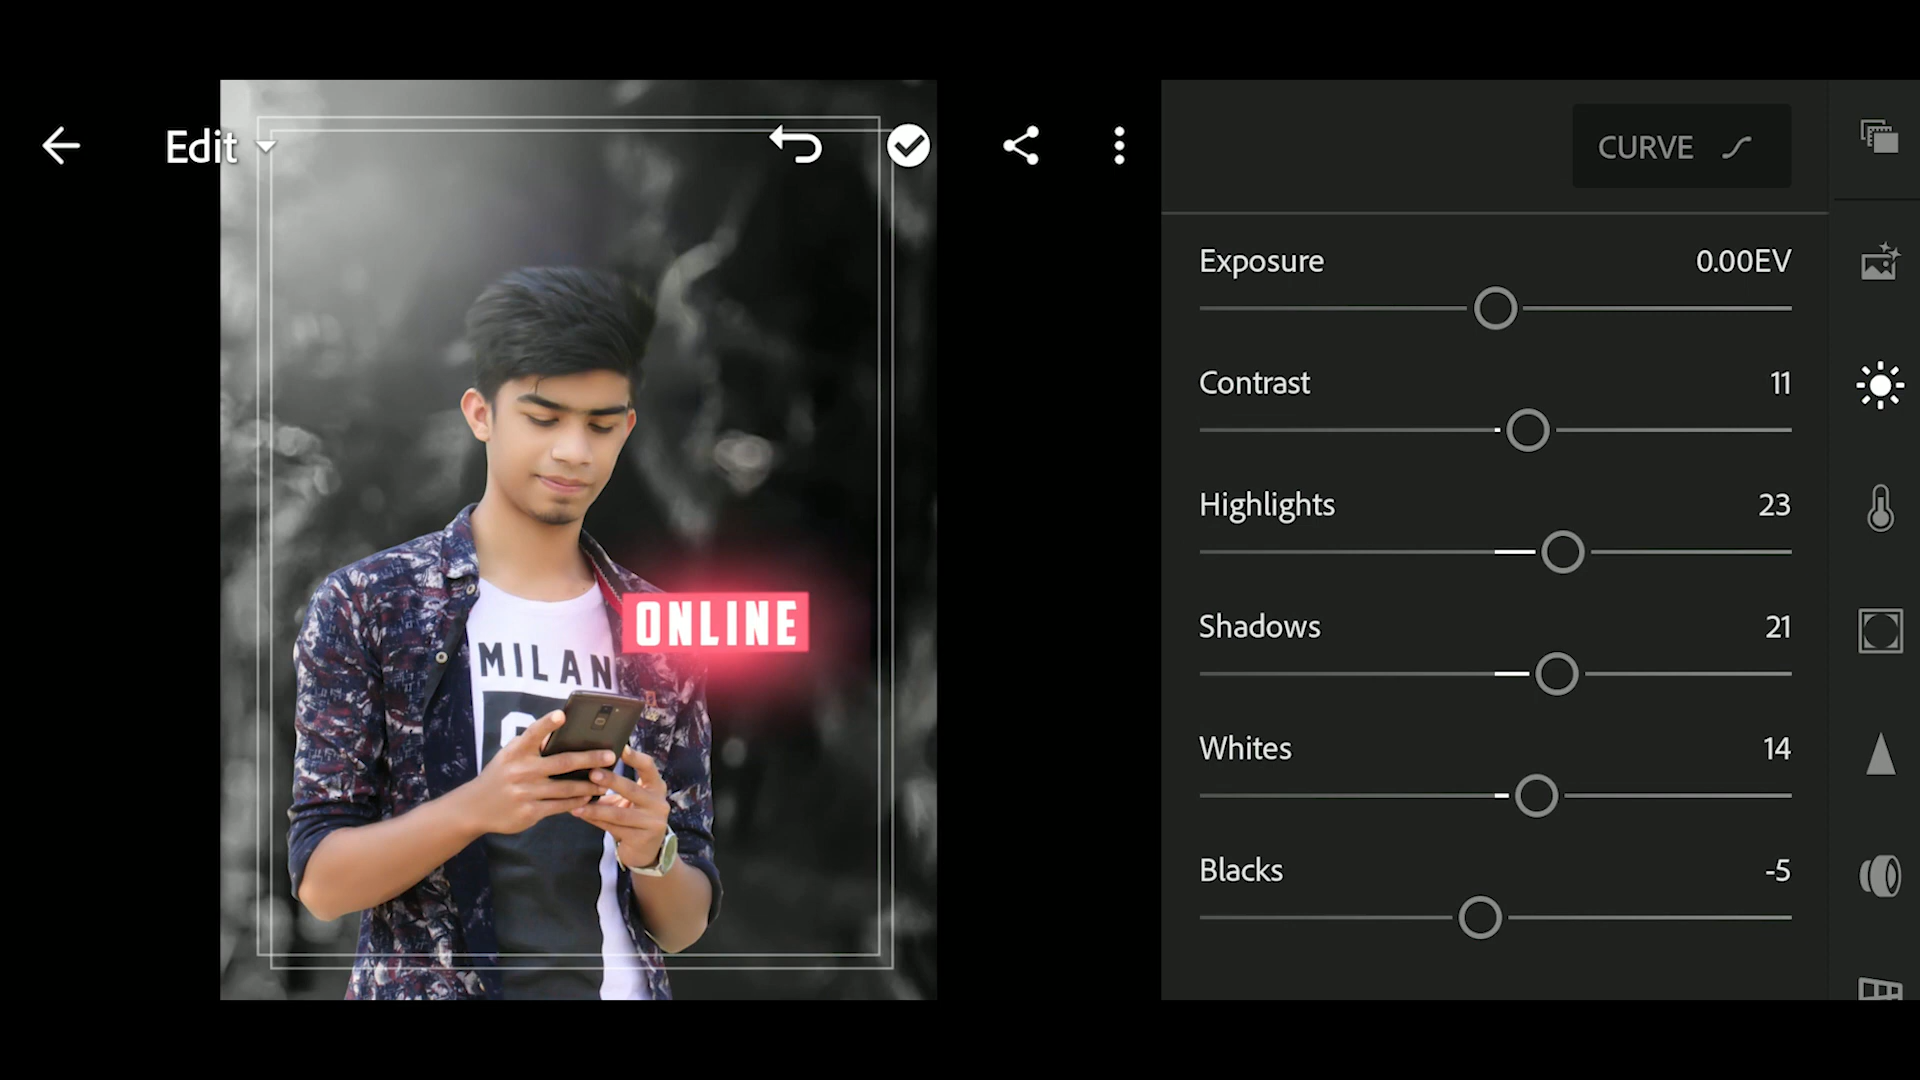 Edit
CURVE
Exposure 0.00EV
Contrast 11
Highlights 23
Shadows 21
Whites 14
Blacks -5
ONLINE
MILAN